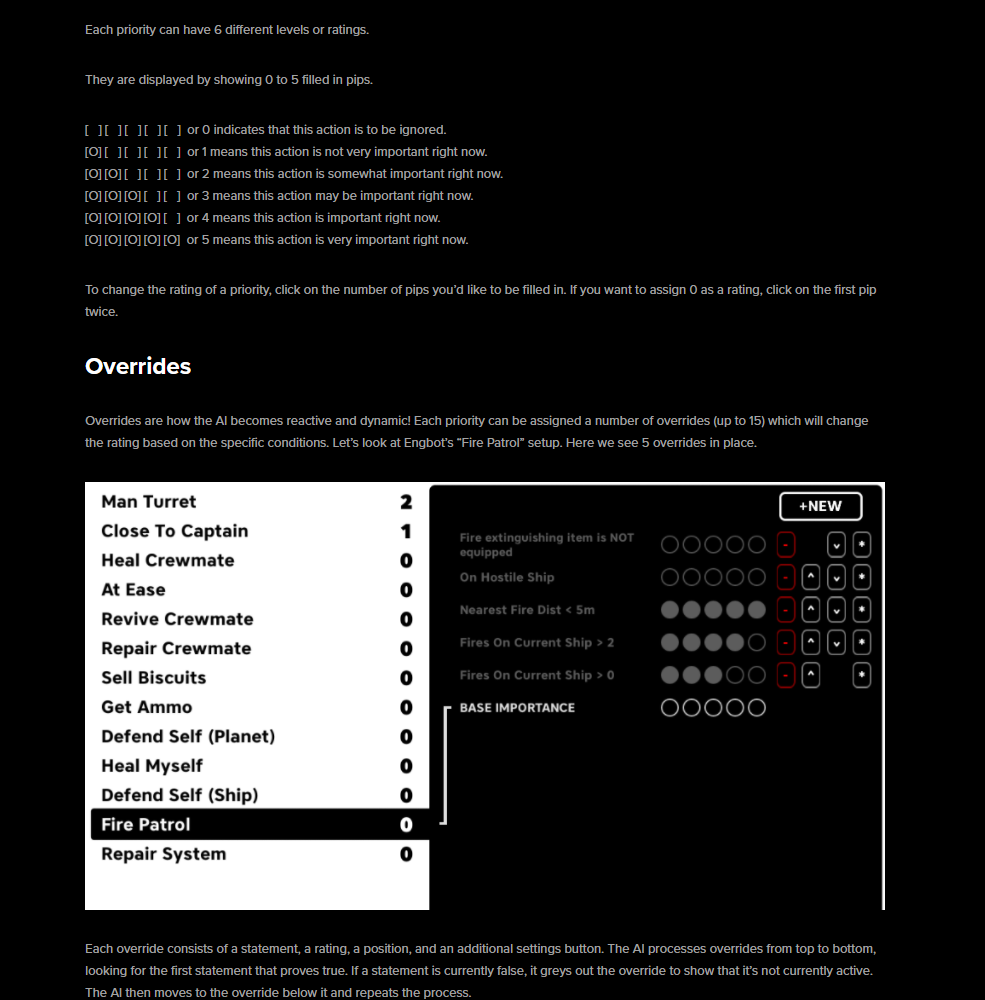 Each priority can have 6 different levels or ratings.
They are displayed by showing 0 to 5 filled in pips.
[ ][ ][ ][ ][ ] or 0 indicates that this action is to be ignored.
[O][ ][ ][ ][ ] or 1 means this action is not very important right now.
[O][O][ ][ ][ ] or 2 means this action is somewhat important right now.
[O][O][O][ ][ ] or 3 means this action may be important right now.
[O][O][O][O][ ] or 4 means this action is important right now.
[O][O][O][O][O] or 5 means this action is very important right now.
To change the rating of a priority, click on the number of pips you’d like to be filled in. If you want to assign 0 as a rating, click on the first pip
twice.
Overrides
Overrides are how the AI becomes reactive and dynamic! Each priority can be assigned a number of overrides (up to 15) which will change
the rating based on the specific conditions. Let’s look at Engbot’s “Fire Patrol” setup. Here we see 5 overrides in place.
Man Turret 2
Close To Captain 1
Heal Crewmate 0
At Ease 0
Revive Crewmate 0
Repair Crewmate 0
Sell Biscuits 0
Get Ammo 0
Defend Self (Planet) 0
Heal Myself 0
Defend Self (Ship) 0
Fire Patrol 0
Repair System 0
+NEW
Fire extinguishing item is NOT
equipped - v *
On Hostile Ship - ^ v *
Nearest Fire Dist < 5m - ^ v *
Fires On Current Ship > 2 - ^ v *
Fires On Current Ship > 0 - ^ *
BASE IMPORTANCE
Each override consists of a statement, a rating, a position, and an additional settings button. The AI processes overrides from top to bottom,
looking for the first statement that proves true. If a statement is currently false, it greys out the override to show that it’s not currently active.
The AI then moves to the override below it and repeats the process.